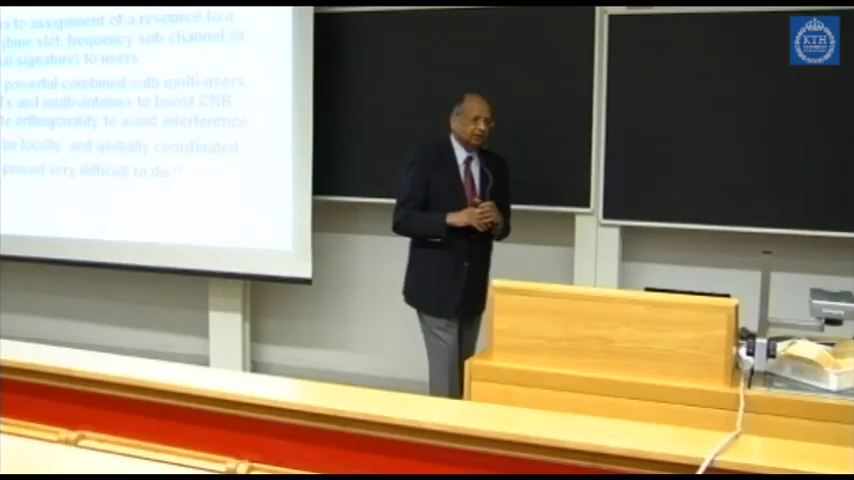 to assignment of a resource to a
time slot, frequency sub channel or
signature) to users
combined with multi-users,
and multi-antenna to boost CNR.
orthogonality to avoid interference
locally and globally coordinated
proved very difficult to do
KTH